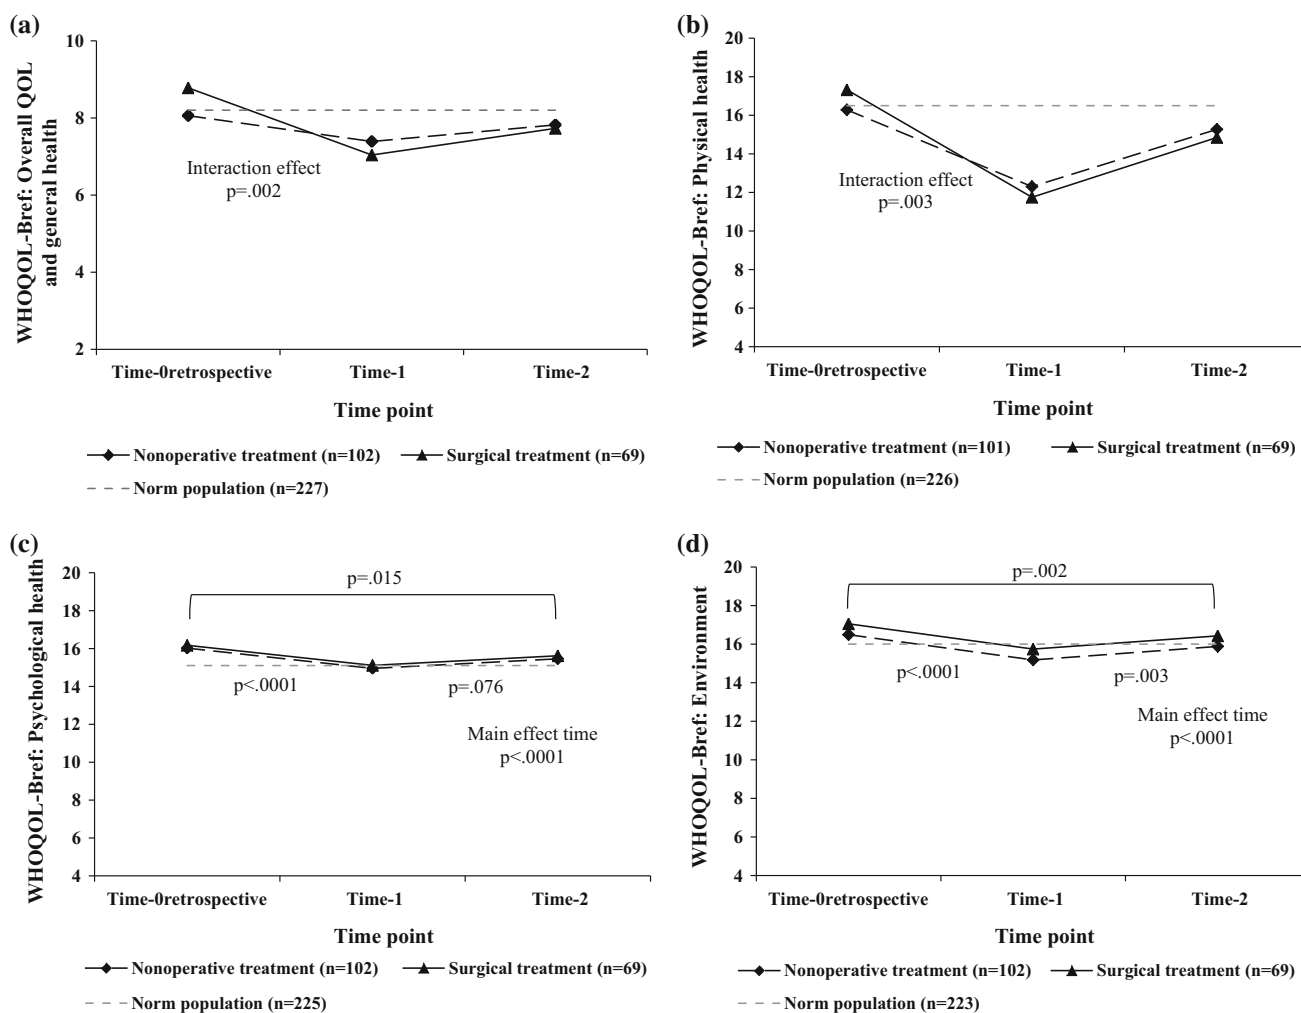 (a)
WHOQOL-Bref: Overall QOL
and general health
10
8
6
4
2
Interaction effect
p=.002
Time-0retrospective
Time-1
Time-2
Time point
Nonoperative treatment (n=102)
Surgical treatment (n=69)
Norm population (n=227)
(b)
WHOQOL-Bref: Physical health
20
18
16
14
12
10
8
6
4
Interaction effect
p=.003
Time-0retrospective
Time-1
Time-2
Time point
Nonoperative treatment (n=101)
Surgical treatment (n=69)
Norm population (n=226)
(c)
WHOQOL-Bref: Psychological health
20
18
16
14
12
10
8
6
4
p=.015
p<.0001
p=.076
Main effect time
p<.0001
Time-0retrospective
Time-1
Time-2
Time point
Nonoperative treatment (n=102)
Surgical treatment (n=69)
Norm population (n=225)
(d)
WHOQOL-Bref: Environment
20
18
16
14
12
10
8
6
4
p=.002
p<.0001
p=.003
Main effect time
p<.0001
Time-0retrospective
Time-1
Time-2
Time point
Nonoperative treatment (n=102)
Surgical treatment (n=69)
Norm population (n=223)